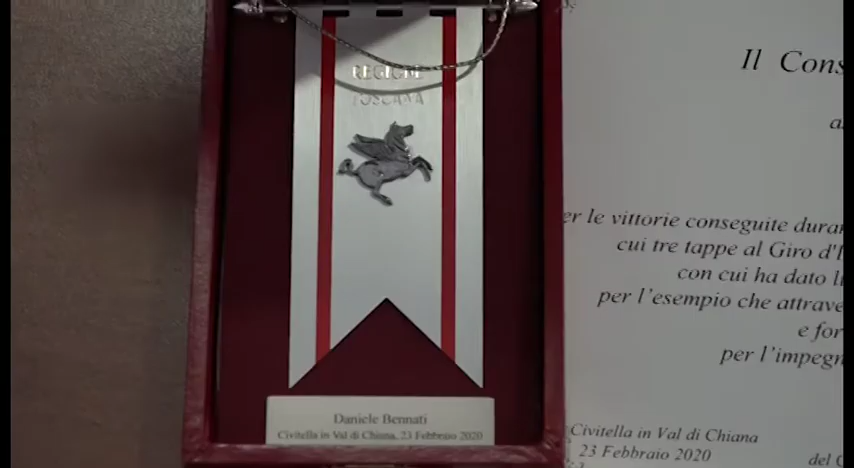 REGIONE
TOSCANA
Daniele Bennati
Civitella in Val di Chiana, 23 Febbraio 2020
Il Cons
a
er le vittorie conseguite dura
cui tre tappe al Giro d'I
con cui ha dato l
per l'esempio che attrave
e for
per l'impegn
Civitella in Val di Chiana
23 Febbraio 2020
del C